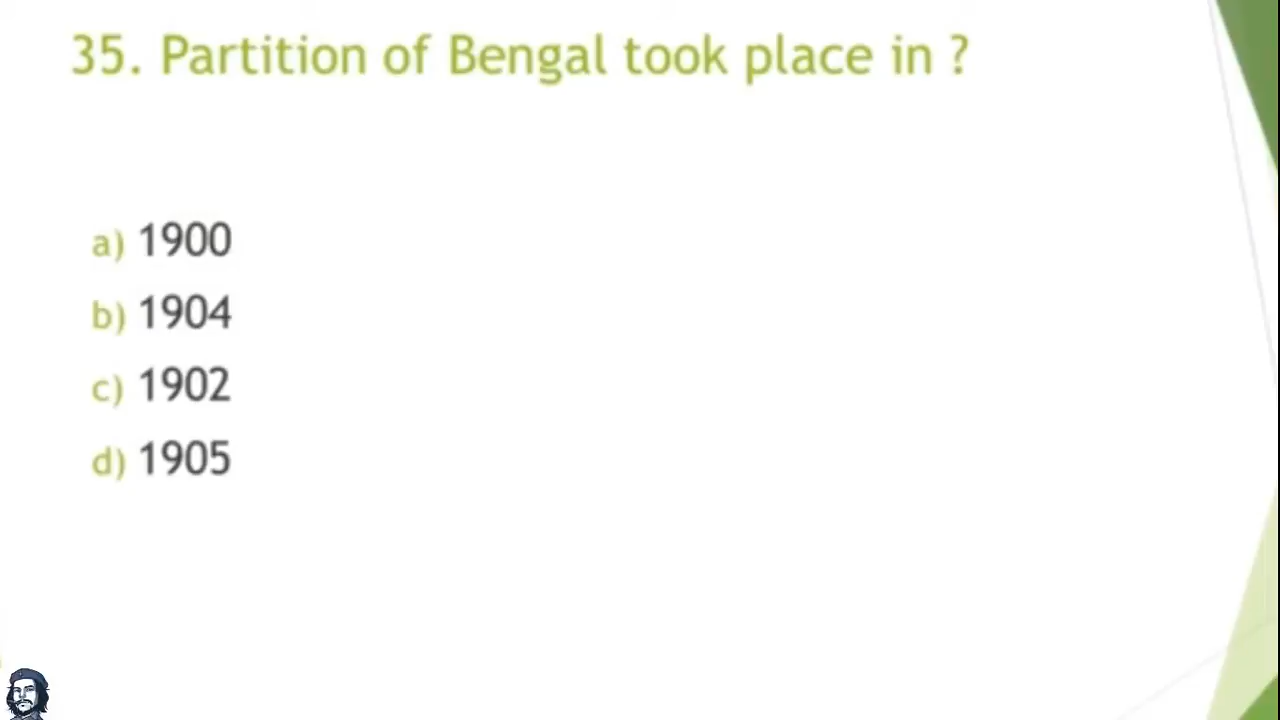 35. Partition of Bengal took place in ?
a) 1900
b) 1904
c) 1902
d) 1905